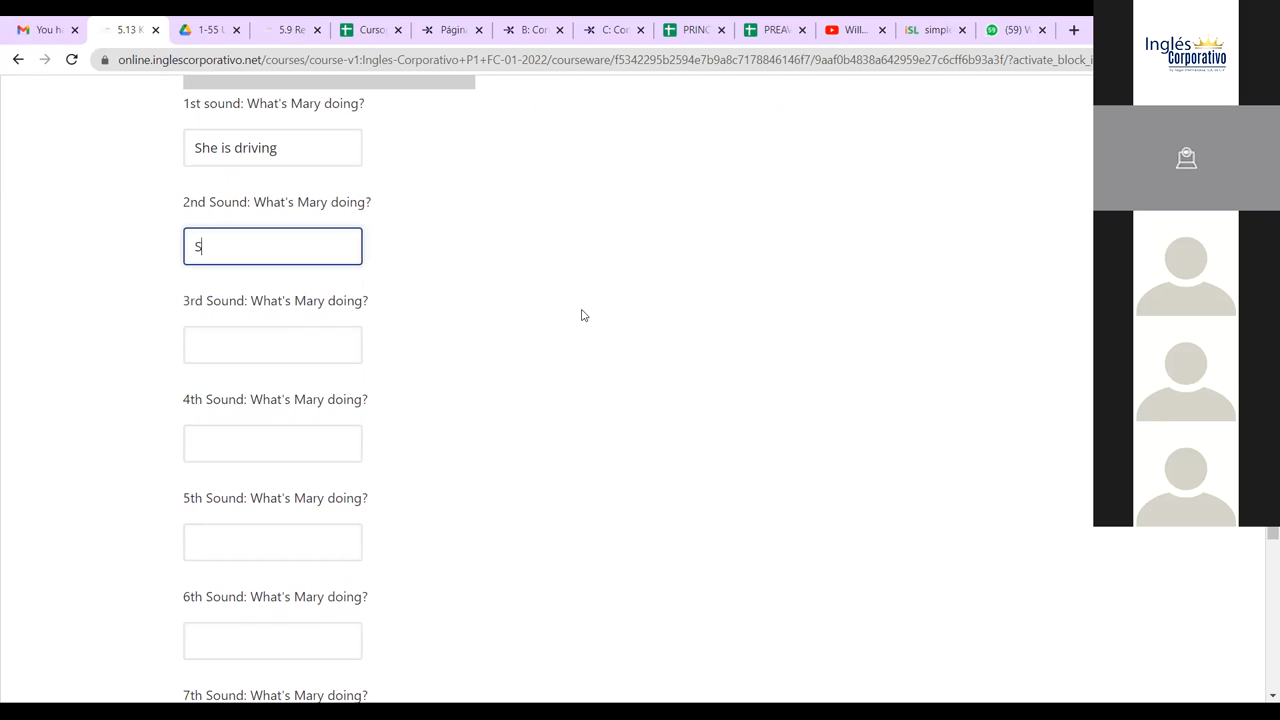 You h
5.13 K
1-55 U
5.9 Re
Curso
Págin
B: Cor
C: Cor
PRINC
PREAV
Will...
simple
(59) W
online.inglescorporativo.net/courses/course-v1:Ingles-Corporativo+P1+PV-01-2022/courseware/f5342295b2594e7b9a8c7178846146f7/9aaf0b4838a642959e27c6cff6b93a3f/?activate_block_i
Inglés
Corporativo
1st sound: What's Mary doing?
She is driving
2nd Sound: What's Mary doing?
S
3rd Sound: What's Mary doing?
4th Sound: What's Mary doing?
5th Sound: What's Mary doing?
6th Sound: What's Mary doing?
7th Sound: What's Mary doing?